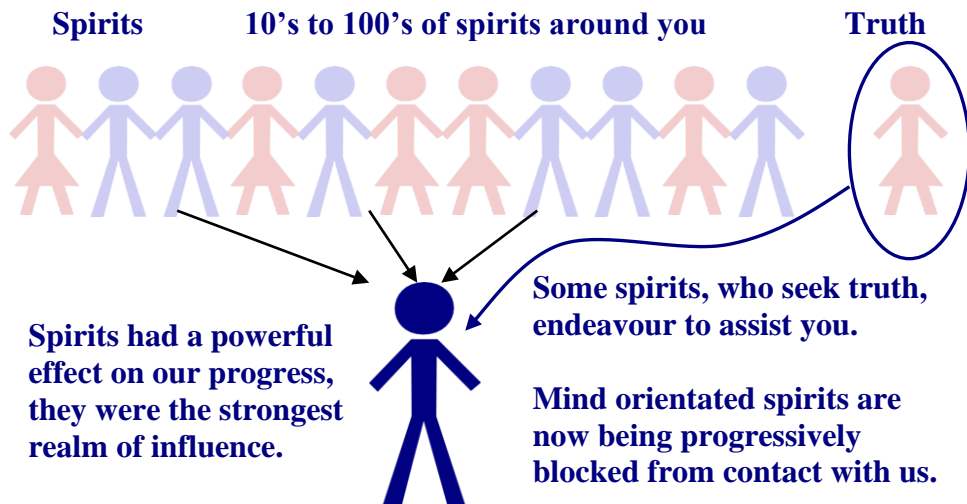 Spirits 10's to 100's of spirits around you Truth
Some spirits, who seek truth,
endeavour to assist you.
Spirits had a powerful
effect on our progress,
they were the strongest
realm of influence.
Mind orientated spirits are
now being progressively
blocked from contact with us.